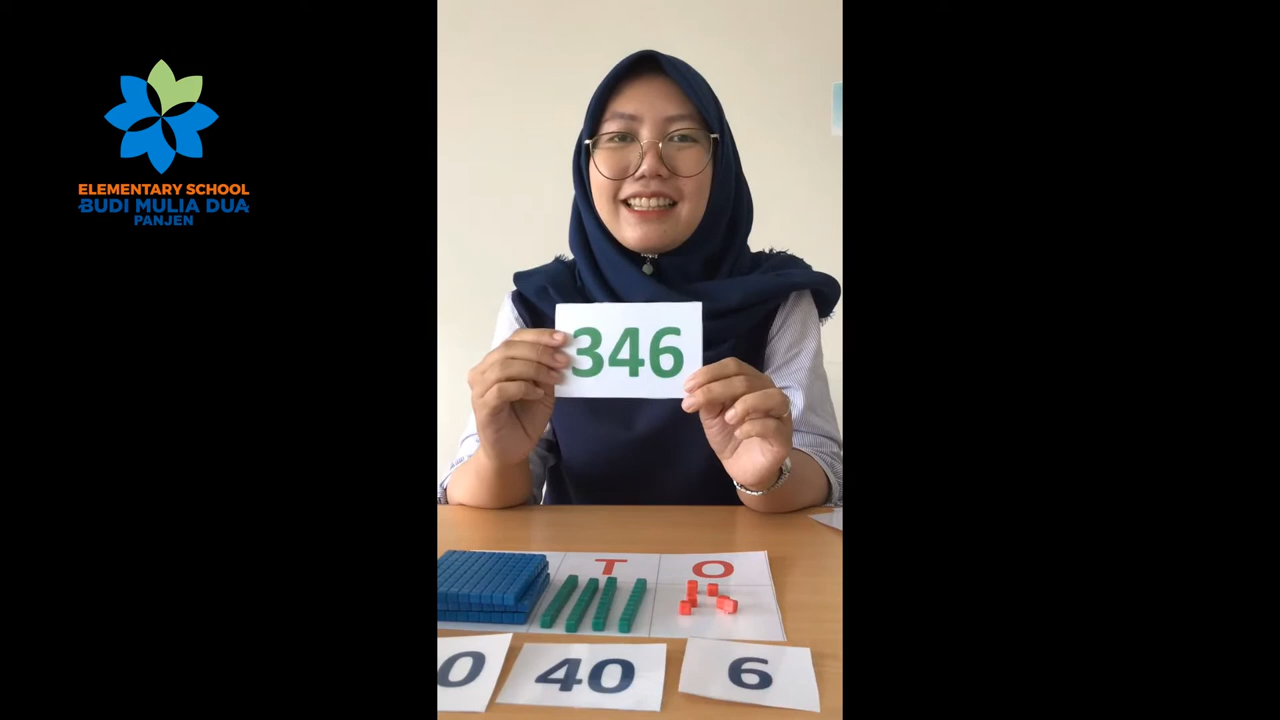 ELEMENTARY SCHOOL
BUDI MULIA DUA
PANJEN
346
T O
0 40 6